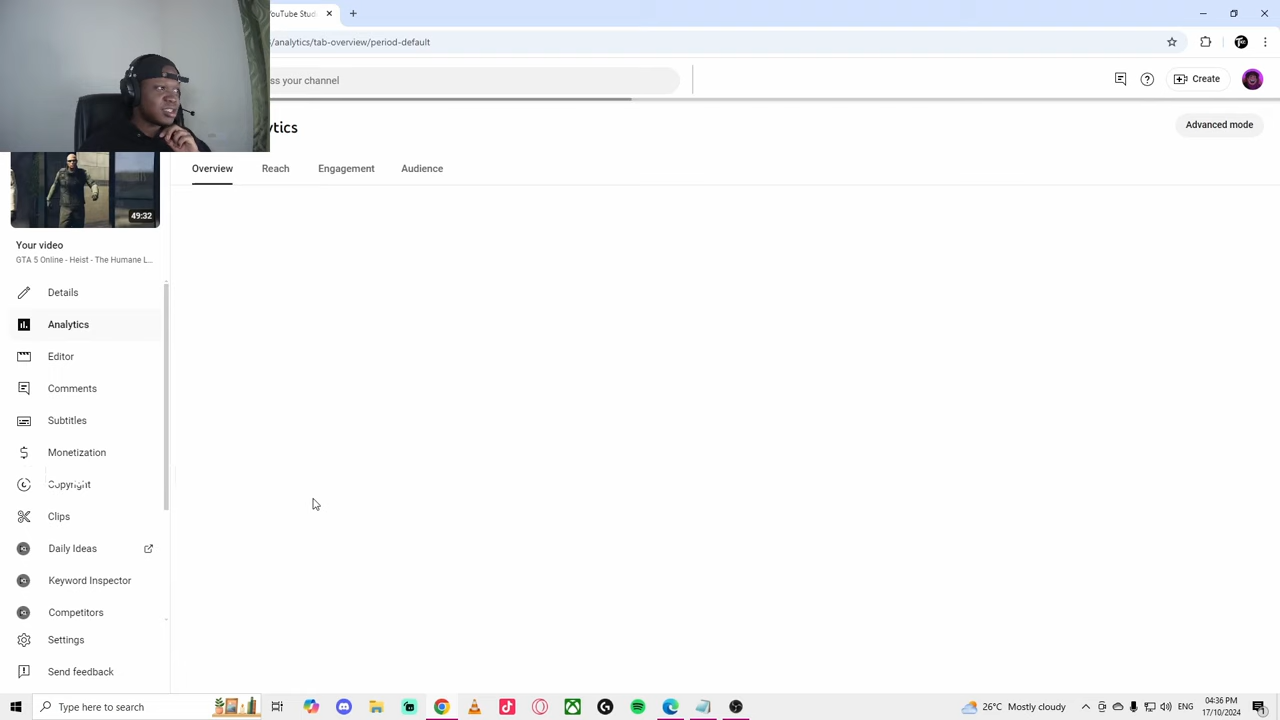 YouTube Stud
/analytics/tab-overview/period-default
ss your channel
Create
ytics
Advanced mode
Overview
Reach
Engagement
Audience
49:32
Your video
GTA 5 Online - Heist - The Humane L...
Details
Analytics
Editor
Comments
Subtitles
Monetization
Copyright
Clips
Daily Ideas
Keyword Inspector
Competitors
Settings
Send feedback
Type here to search
26°C Mostly cloudy
ENG
04:36 PM
17/10/2024